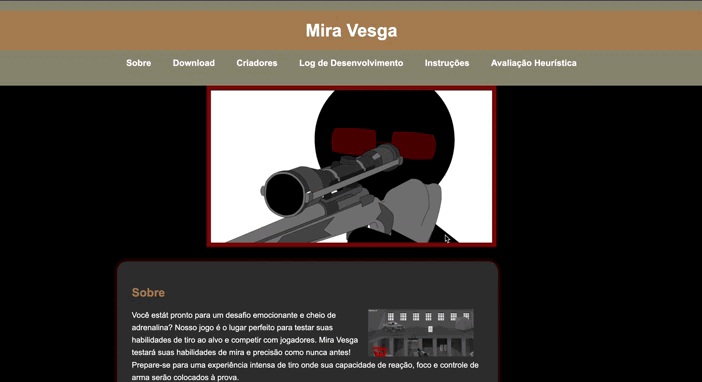 Mira Vesga
Sobre Download Criadores Log de Desenvolvimento Instruções Avaliação Heurística
Sobre
Você estát pronto para um desafio emocionante e cheio de
adrenalina? Nosso jogo é o lugar perfeito para testar suas
habilidades de tiro ao alvo e competir com jogadores. Mira Vesga
testará suas habilidades de mira e precisão como nunca antes!
Prepare-se para uma experiência intensa de tiro onde sua capacidade de reação, foco e controle de
arma serão colocados à prova.